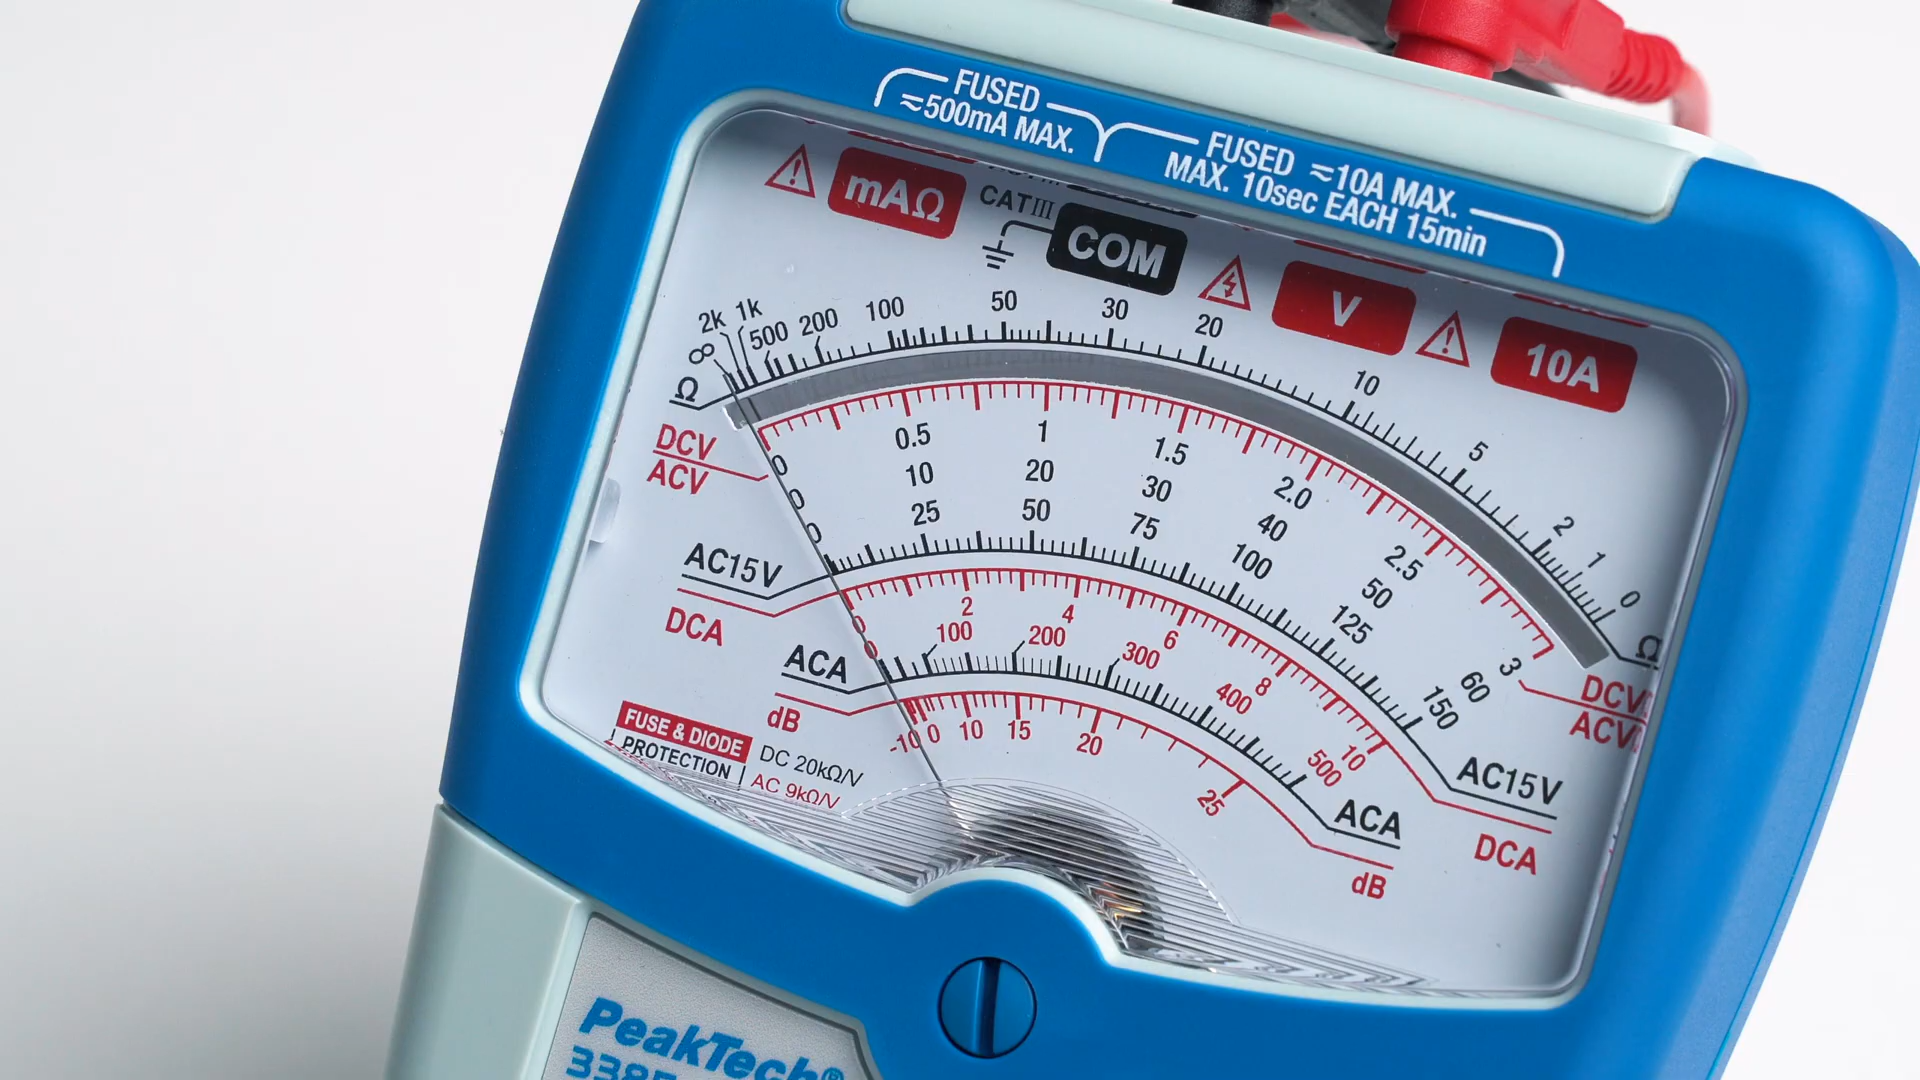 FUSED
≂500mA MAX.
FUSED ≂10A MAX.
MAX. 10sec EACH 15min
mAΩ
CAT III
COM
V
10A
∞ 2k 1k 500 200 100 50 30 20 10 5 2 1 0
Ω Ω
DCV
ACV
0 0.5 1 1.5 2.0 2.5 3
0 10 20 30 40 50 60
0 25 50 75 100 125 150
DCV
ACV
AC15V AC15V
DCA DCA
0 2 4 6 8 10
0 100 200 300 400 500
ACA ACA
dB dB
-10 0 10 15 20 25
FUSE & DIODE
PROTECTION
DC 20kΩ/V
AC 9kΩ/V
PeakTech®